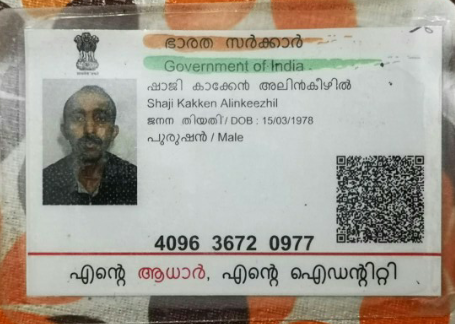 ഭാരത സർക്കാർ
Government of India
ഷാജി കാക്കേൻ അലിൻകീഴിൽ
Shaji Kakken Alinkeezhil
ജനന തിയതി / DOB : 15/03/1978
പുരുഷൻ / Male
4096 3672 0977
എന്റെ ആധാർ, എന്റെ ഐഡന്റിറ്റി